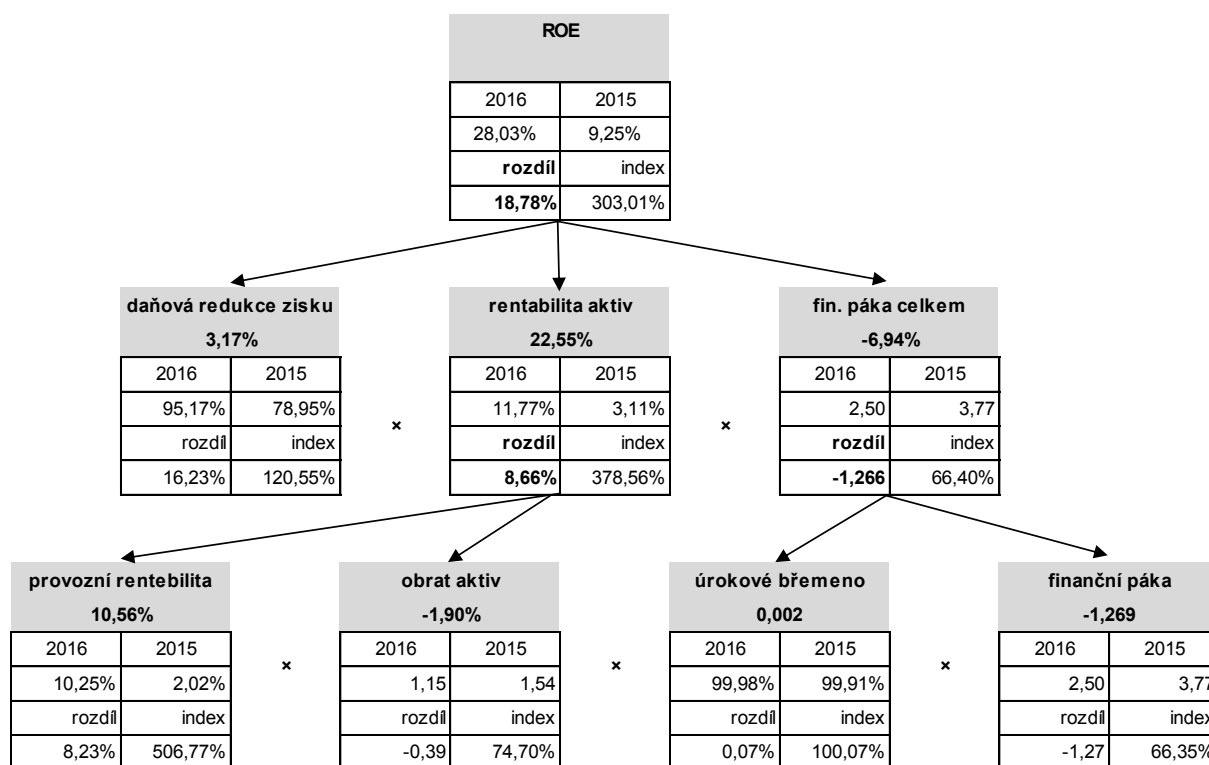 ROE
2016 2015
28,03% 9,25%
rozdíl index
18,78% 303,01%
daňová redukce zisku rentabilita aktiv fin. páka celkem
3,17% 22,55% -6,94%
2016 2015 2016 2015 2016 2015
95,17% 78,95% × 11,77% 3,11% × 2,50 3,77
rozdíl index rozdíl index rozdíl index
16,23% 120,55% 8,66% 378,56% -1,266 66,40%
provozní rentebilita obrat aktiv úrokové břemeno finanční páka
10,56% -1,90% 0,002 -1,269
2016 2015 × 2016 2015 × 2016 2015 × 2016 2015
10,25% 2,02% 1,15 1,54 99,98% 99,91% 2,50 3,77
rozdíl index rozdíl index rozdíl index rozdíl index
8,23% 506,77% -0,39 74,70% 0,07% 100,07% -1,27 66,35%